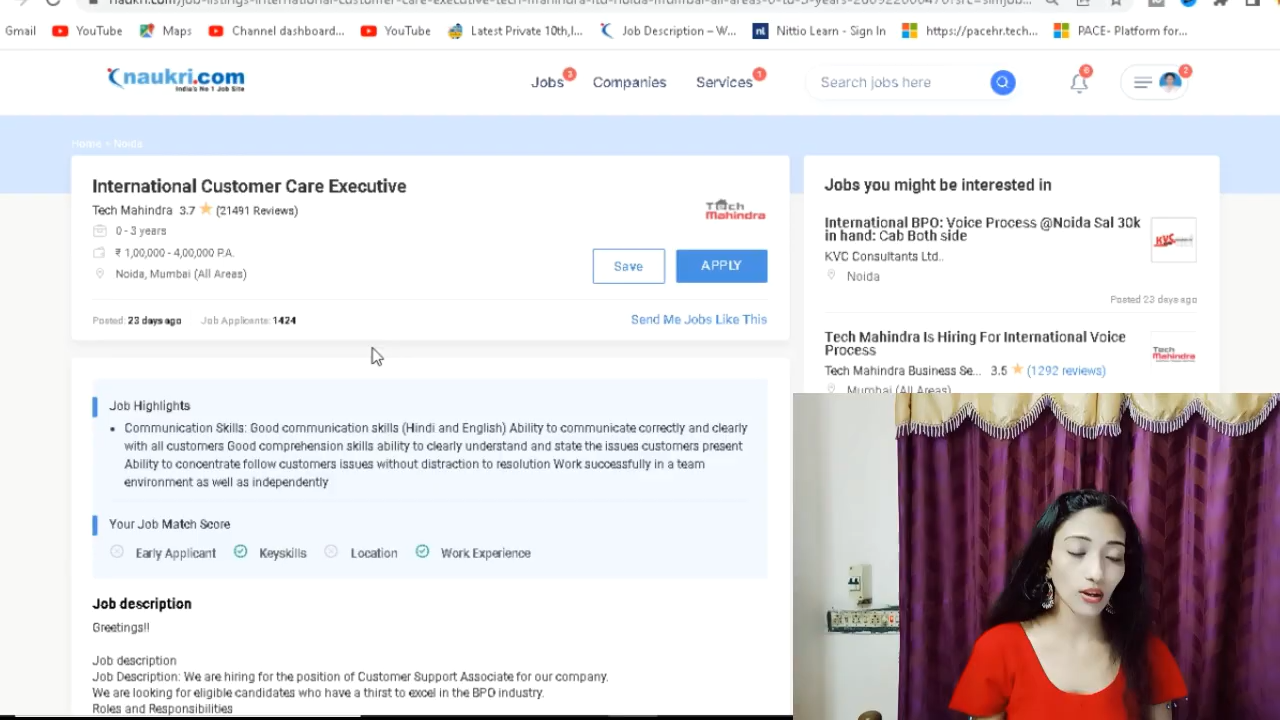 Gmail YouTube Maps Channel dashboard... YouTube Latest Private 10th,I... Job Description – W... nl Nittio Learn - Sign In https://pacehr.tech... PACE- Platform for...
naukri.com
India's No 1 Job Site
Jobs 3 Companies Services 1 Search jobs here 6 2
Home > Noida
International Customer Care Executive
Tech Mahindra 3.7 (21491 Reviews)
Tech
Mahindra
0 - 3 years
₹ 1,00,000 - 4,00,000 P.A.
Noida, Mumbai (All Areas)
Save APPLY
Posted: 23 days ago Job Applicants: 1424 Send Me Jobs Like This
Job Highlights
Communication Skills: Good communication skills (Hindi and English) Ability to communicate correctly and clearly
with all customers Good comprehension skills ability to clearly understand and state the issues customers present
Ability to concentrate follow customers issues without distraction to resolution Work successfully in a team
environment as well as independently
Your Job Match Score
Early Applicant Keyskills Location Work Experience
Job description
Greetings!!
Job description
Job Description: We are hiring for the position of Customer Support Associate for our company.
We are looking for eligible candidates who have a thirst to excel in the BPO industry.
Roles and Responsibilities
Jobs you might be interested in
International BPO: Voice Process @Noida Sal 30k
in hand: Cab Both side
KVC Consultants Ltd..
KVC
Noida
Posted 23 days ago
Tech Mahindra Is Hiring For International Voice
Process
Tech Mahindra Business Se... 3.5 (1292 reviews)
Tech
Mahindra
Mumbai (All Areas)